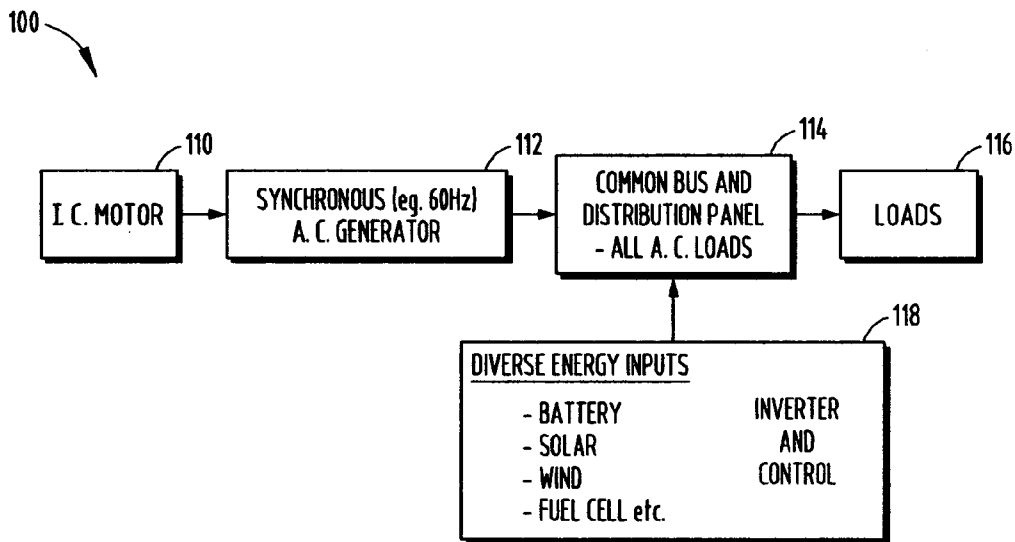 100
110
I.C. MOTOR
112
SYNCHRONOUS (eg. 60Hz)
A.C. GENERATOR
114
COMMON BUS AND
DISTRIBUTION PANEL
- ALL A.C. LOADS
116
LOADS
118
DIVERSE ENERGY INPUTS
- BATTERY
- SOLAR
- WIND
- FUEL CELL etc.
INVERTER
AND
CONTROL